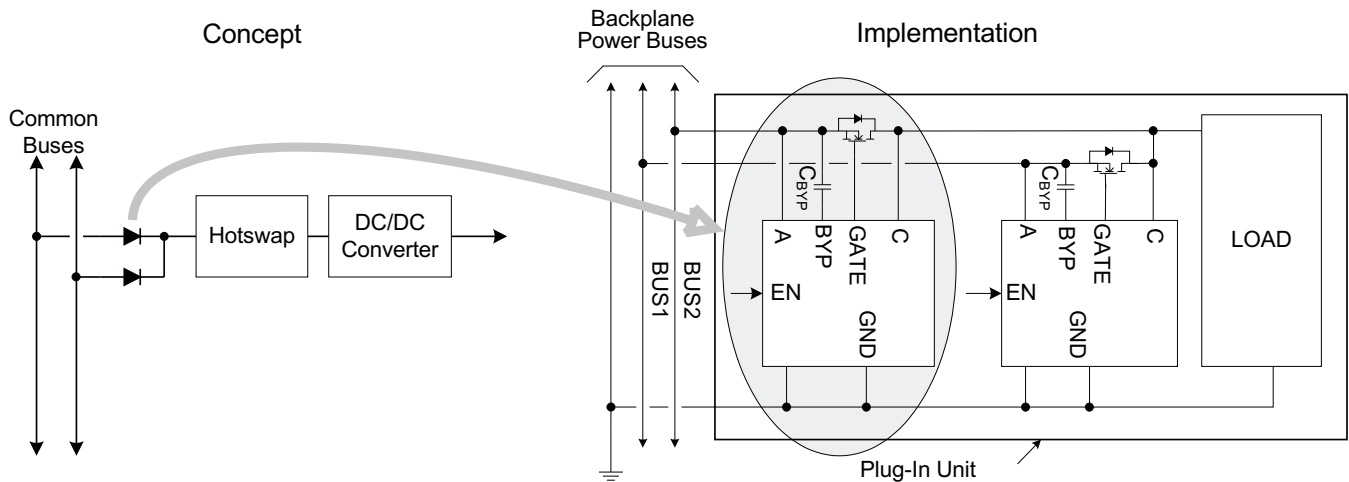 Concept
Backplane
Power Buses
Implementation
Common
Buses
Hotswap
DC/DC
Converter
BUS1
BUS2
A
BYP
GATE
C
CBYP
EN
GND
A
BYP
GATE
C
CBYP
EN
GND
LOAD
Plug-In Unit